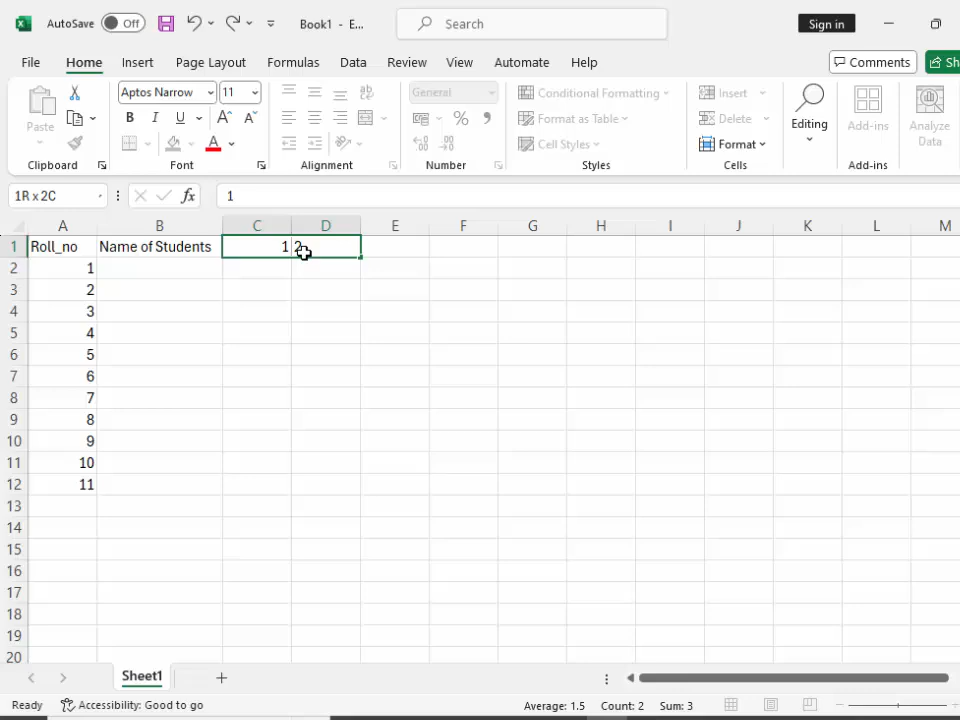 AutoSave Off Book1 - E... Search Sign in
File Home Insert Page Layout Formulas Data Review View Automate Help Comments Sh
Paste Aptos Narrow 11 B I U A A A General % Conditional Formatting Format as Table Cell Styles Insert Delete Format Editing Add-ins Analyze Data
Clipboard Font Alignment Number Styles Cells Add-ins
1R x 2C fx 1
A B C D E F G H I J K L M
1 Roll_no Name of Students 1 2
2 1
3 2
4 3
5 4
6 5
7 6
8 7
9 8
10 9
11 10
12 11
13
14
15
16
17
18
19
20
Sheet1
Ready Accessibility: Good to go Average: 1.5 Count: 2 Sum: 3